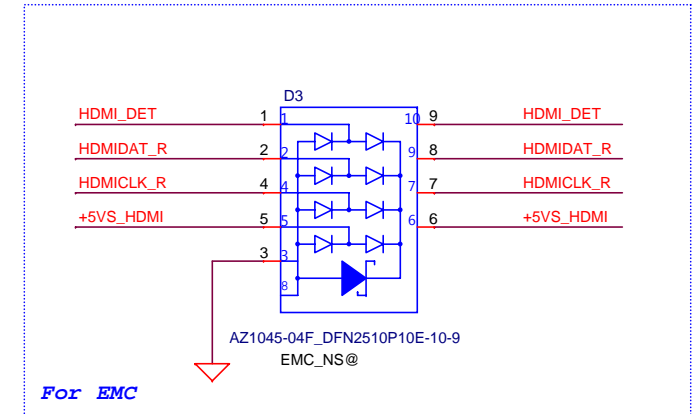 D3
HDMI_DET 1 1 10 9 HDMI_DET
HDMIDAT_R 2 2 9 8 HDMIDAT_R
HDMICLK_R 4 4 7 7 HDMICLK_R
+5VS_HDMI 5 5 6 6 +5VS_HDMI
3 3
8
AZ1045-04F_DFN2510P10E-10-9
EMC_NS@
For EMC